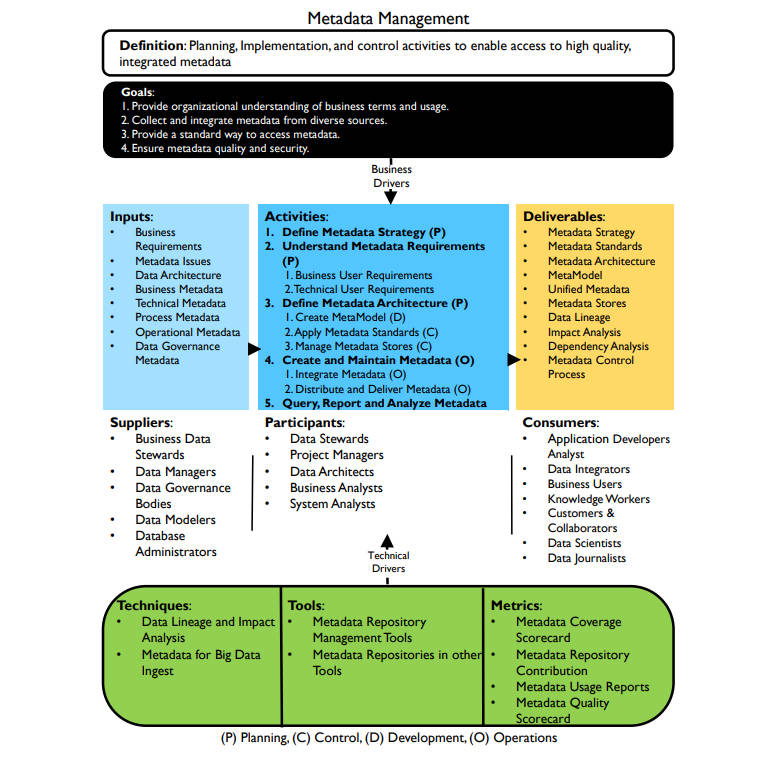 Metadata Management
Definition: Planning, Implementation, and control activities to enable access to high quality,
integrated metadata
Goals:
1. Provide organizational understanding of business terms and usage.
2. Collect and integrate metadata from diverse sources.
3. Provide a standard way to access metadata.
4. Ensure metadata quality and security.
Business
Drivers
Inputs:
• Business
Requirements
• Metadata Issues
• Data Architecture
• Business Metadata
• Technical Metadata
• Process Metadata
• Operational Metadata
• Data Governance
Metadata
Activities:
1. Define Metadata Strategy (P)
2. Understand Metadata Requirements
(P)
1. Business User Requirements
2. Technical User Requirements
3. Define Metadata Architecture (P)
1. Create MetaModel (D)
2. Apply Metadata Standards (C)
3. Manage Metadata Stores (C)
4. Create and Maintain Metadata (O)
1. Integrate Metadata (O)
2. Distribute and Deliver Metadata (O)
5. Query, Report and Analyze Metadata
Deliverables:
• Metadata Strategy
• Metadata Standards
• Metadata Architecture
• MetaModel
• Unified Metadata
• Metadata Stores
• Data Lineage
• Impact Analysis
• Dependency Analysis
• Metadata Control
Process
Suppliers:
• Business Data
Stewards
• Data Managers
• Data Governance
Bodies
• Data Modelers
• Database
Administrators
Participants:
• Data Stewards
• Project Managers
• Data Architects
• Business Analysts
• System Analysts
Consumers:
• Application Developers
Analyst
• Data Integrators
• Business Users
• Knowledge Workers
• Customers &
Collaborators
• Data Scientists
• Data Journalists
Technical
Drivers
Techniques:
• Data Lineage and Impact
Analysis
• Metadata for Big Data
Ingest
Tools:
• Metadata Repository
Management Tools
• Metadata Repositories in other
Tools
Metrics:
• Metadata Coverage
Scorecard
• Metadata Repository
Contribution
• Metadata Usage Reports
• Metadata Quality
Scorecard
(P) Planning, (C) Control, (D) Development, (O) Operations